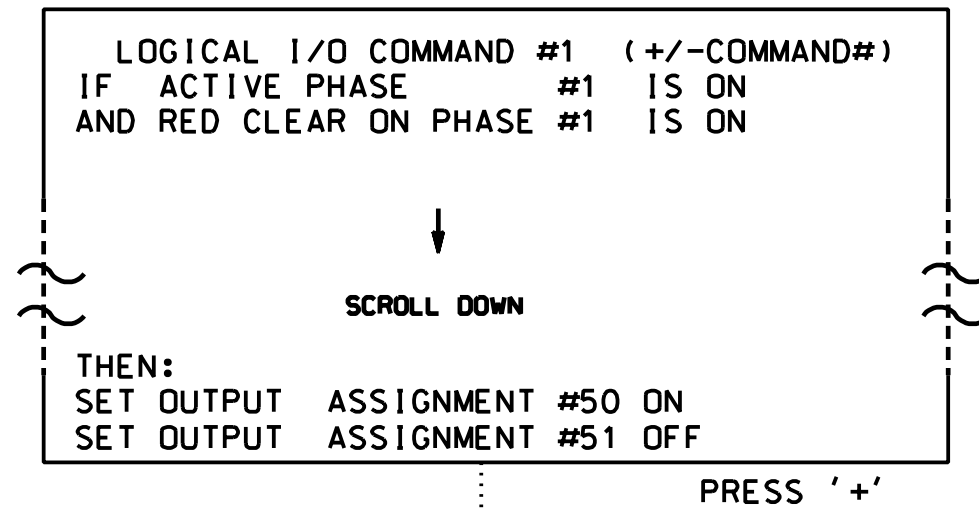 LOGICAL I/O COMMAND #1 (+/-COMMAND#)
IF ACTIVE PHASE #1 IS ON
AND RED CLEAR ON PHASE #1 IS ON
SCROLL DOWN
THEN:
SET OUTPUT ASSIGNMENT #50 ON
SET OUTPUT ASSIGNMENT #51 OFF
PRESS '+'